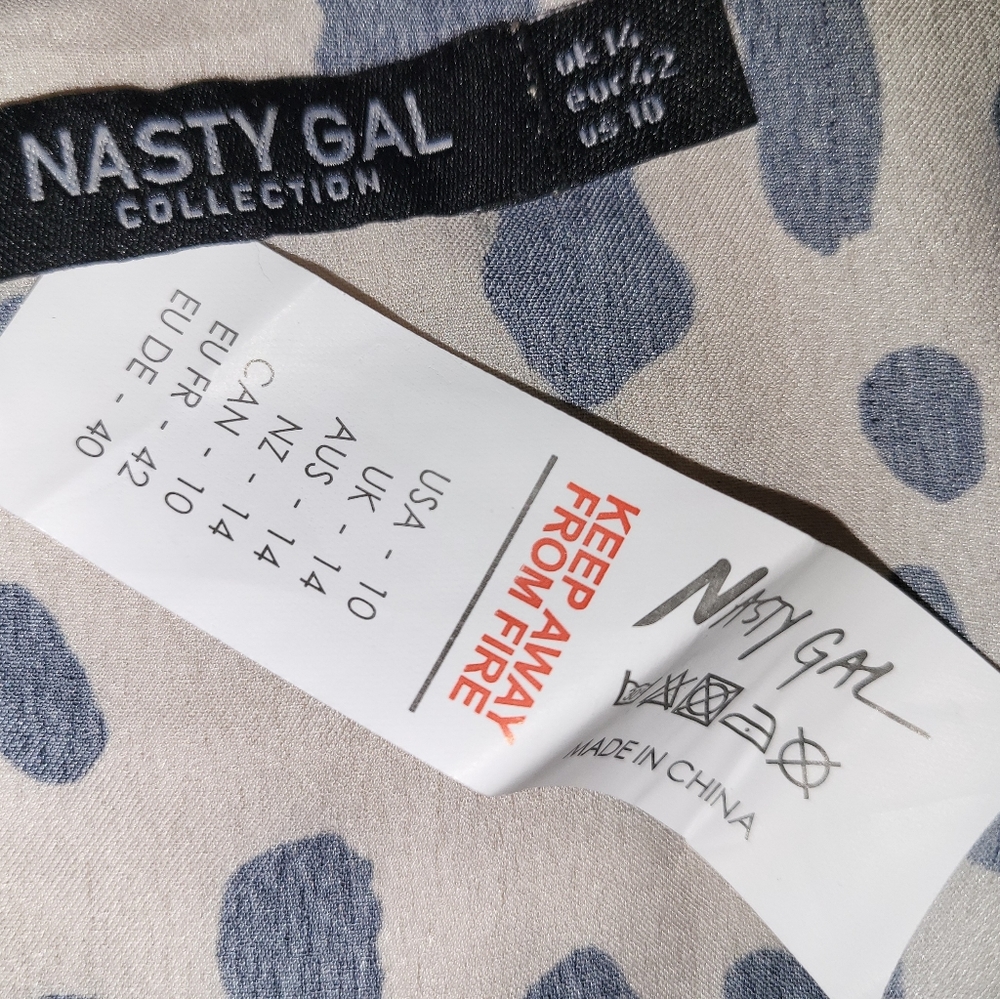 NASTY GAL
COLLECTION
uk 14
eur 42
us 10
NASTY GAL
MADE IN CHINA
KEEP AWAY
FROM FIRE
USA - 10
UK - 14
AUS - 14
NZ - 14
CAN - 10
EU FR - 42
EU DE - 40